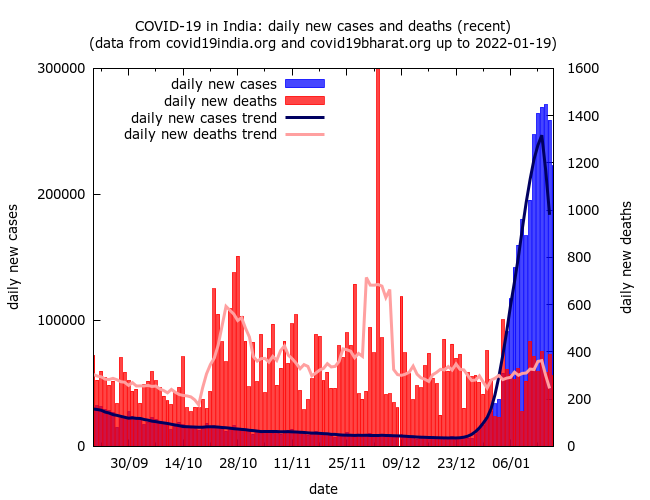 COVID-19 in India: daily new cases and deaths (recent)
(data from covid19india.org and covid19bharat.org up to 2022-01-19)
300000
200000
100000
0
1600
1400
1200
1000
800
600
400
200
0
daily new cases
daily new deaths
daily new cases trend
daily new deaths trend
daily new cases
daily new deaths
30/09 14/10 28/10 11/11 25/11 09/12 23/12 06/01
date